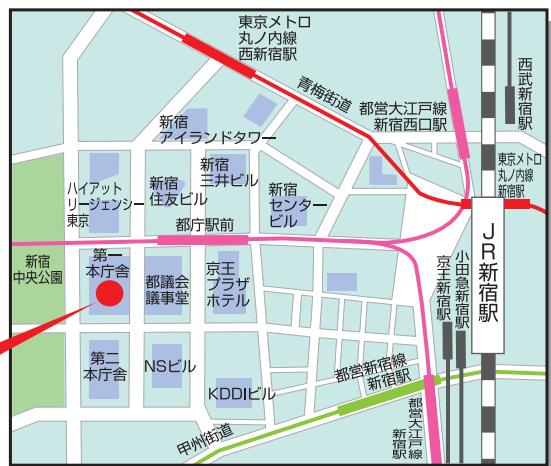 東京メトロ
丸ノ内線
西新宿駅
青梅街道
都営大江戸線
新宿西口駅
西武新宿駅
新宿
アイランドタワー
東京メトロ
丸ノ内線
新宿駅
ハイアット
リージェンシー
東京
新宿
住友ビル
新宿
三井ビル
新宿
センター
ビル
都庁駅前
JR新宿駅
新宿
中央公園
第一
本庁舎
都議会
議事堂
京王
プラザ
ホテル
京王新宿駅
小田急新宿駅
第二
本庁舎
NSビル
KDDIビル
都営新宿線
新宿駅
甲州街道
都営大江戸線
新宿駅